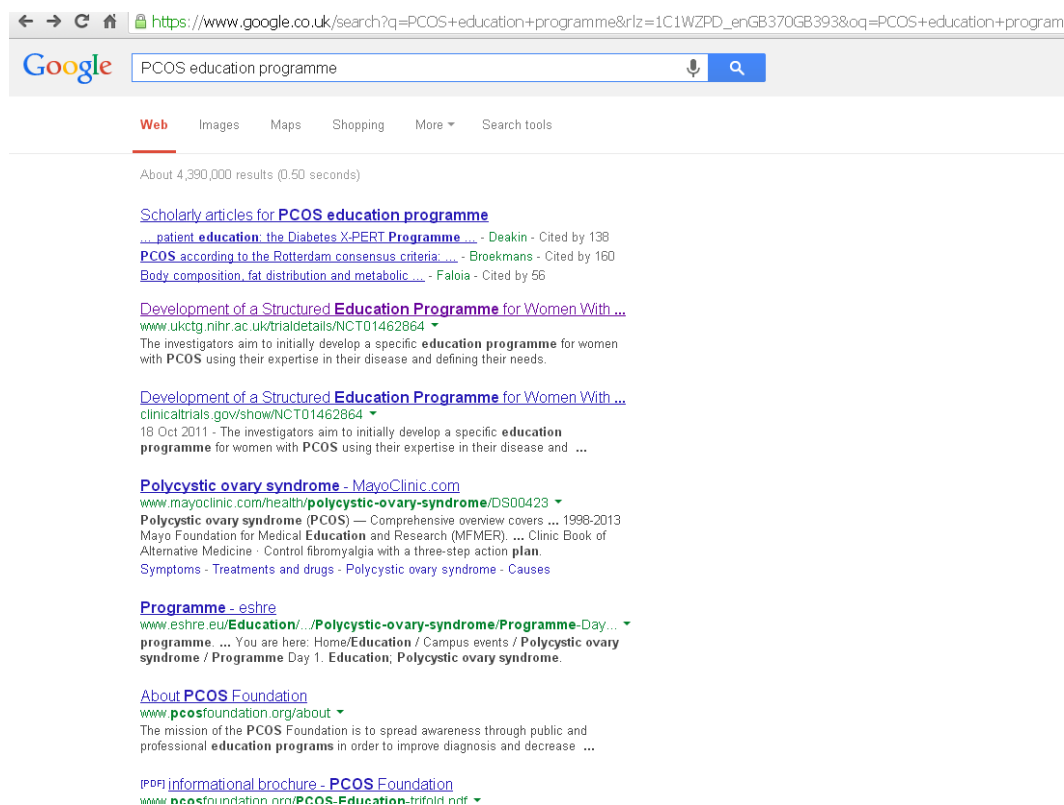 https://www.google.co.uk/search?q=PCOS+education+programme&rlz=1C1WZPD_enGB370GB393&oq=PCOS+education+program
Google PCOS education programme
Web Images Maps Shopping More Search tools
About 4,390,000 results (0.50 seconds)
Scholarly articles for PCOS education programme
... patient education: the Diabetes X-PERT Programme ... - Deakin - Cited by 138
PCOS according to the Rotterdam consensus criteria: ... - Broekmans - Cited by 160
Body composition, fat distribution and metabolic ... - Faloia - Cited by 56
Development of a Structured Education Programme for Women With ...
www.ukctg.nihr.ac.uk/trialdetails/NCT01462864
The investigators aim to initially develop a specific education programme for women
with PCOS using their expertise in their disease and defining their needs.
Development of a Structured Education Programme for Women With ...
clinicaltrials.gov/show/NCT01462864
18 Oct 2011 - The investigators aim to initially develop a specific education
programme for women with PCOS using their expertise in their disease and ...
Polycystic ovary syndrome - MayoClinic.com
www.mayoclinic.com/health/polycystic-ovary-syndrome/DS00423
Polycystic ovary syndrome (PCOS) — Comprehensive overview covers ... 1998-2013
Mayo Foundation for Medical Education and Research (MFMER). ... Clinic Book of
Alternative Medicine · Control fibromyalgia with a three-step action plan.
Symptoms - Treatments and drugs - Polycystic ovary syndrome - Causes
Programme - eshre
www.eshre.eu/Education/.../Polycystic-ovary-syndrome/Programme-Day...
programme. ... You are here: Home/Education / Campus events / Polycystic ovary
syndrome / Programme Day 1. Education; Polycystic ovary syndrome.
About PCOS Foundation
www.pcosfoundation.org/about
The mission of the PCOS Foundation is to spread awareness through public and
professional education programs in order to improve diagnosis and decrease ...
[PDF] informational brochure - PCOS Foundation
www.pcosfoundation.org/PCOS-Education-trifold.pdf